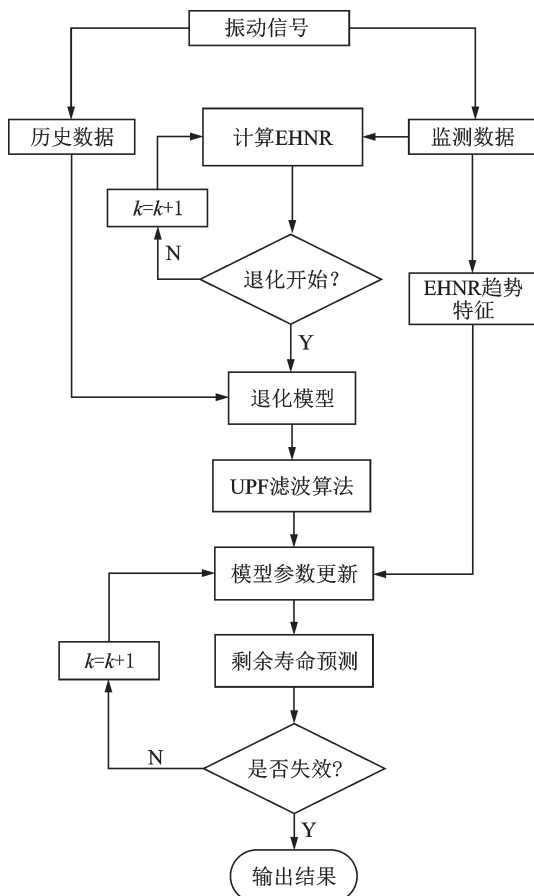 振动信号
历史数据
计算EHNR
监测数据
k=k+1
N
退化开始?
EHNR趋势
特征
Y
退化模型
UPF滤波算法
模型参数更新
k=k+1
剩余寿命预测
N
是否失效?
Y
输出结果